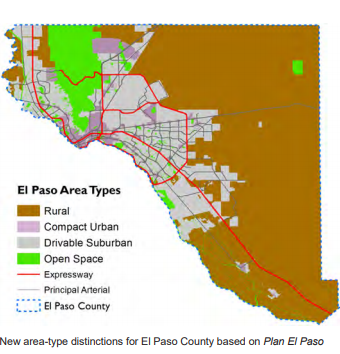 El Paso Area Types
Rural
Compact Urban
Drivable Suburban
Open Space
Expressway
Principal Arterial
El Paso County
New area-type distinctions for El Paso County based on Plan El Paso